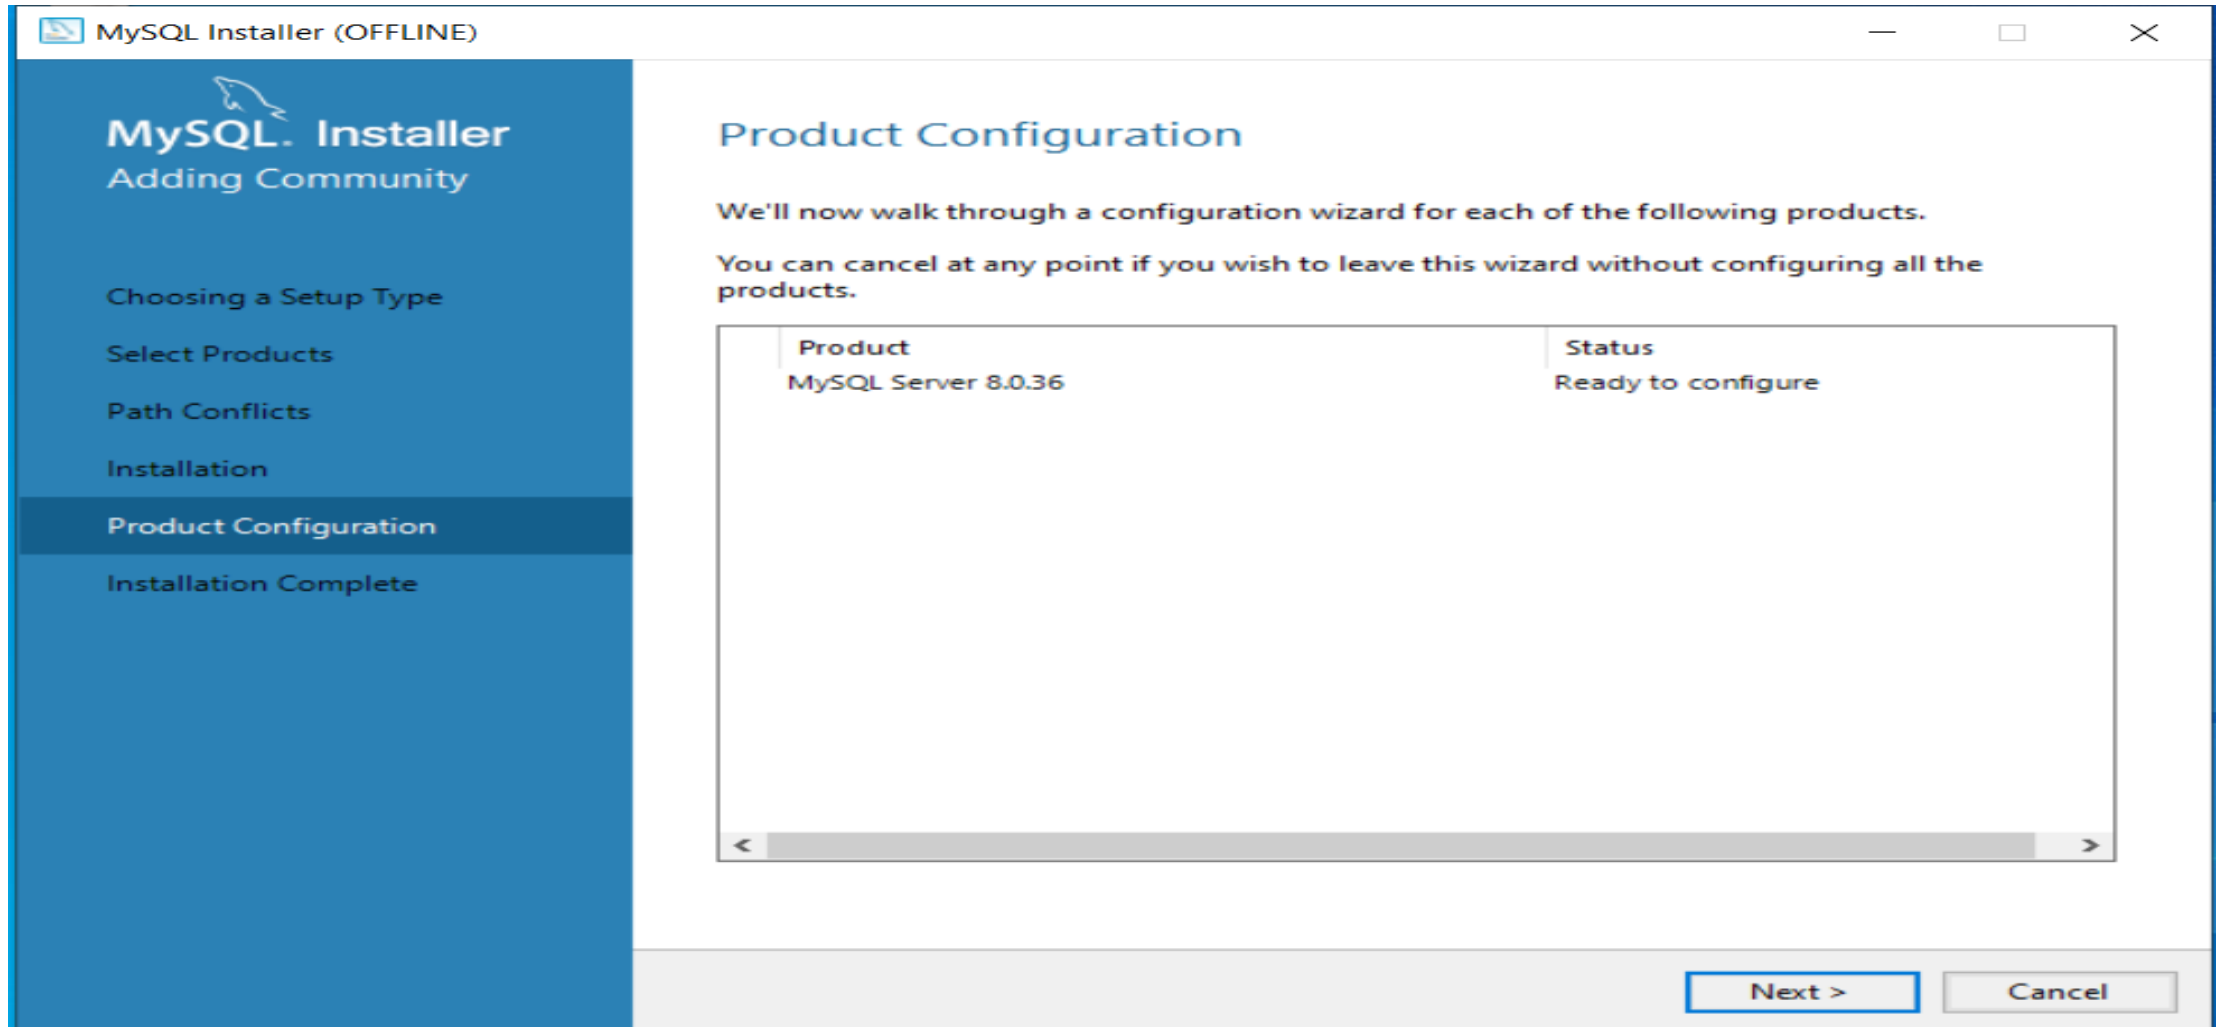 MySQL Installer (OFFLINE)
MySQL. Installer
Adding Community
Choosing a Setup Type
Select Products
Path Conflicts
Installation
Product Configuration
Installation Complete
Product Configuration
We'll now walk through a configuration wizard for each of the following products.
You can cancel at any point if you wish to leave this wizard without configuring all the
products.
Product Status
MySQL Server 8.0.36 Ready to configure
Next > Cancel